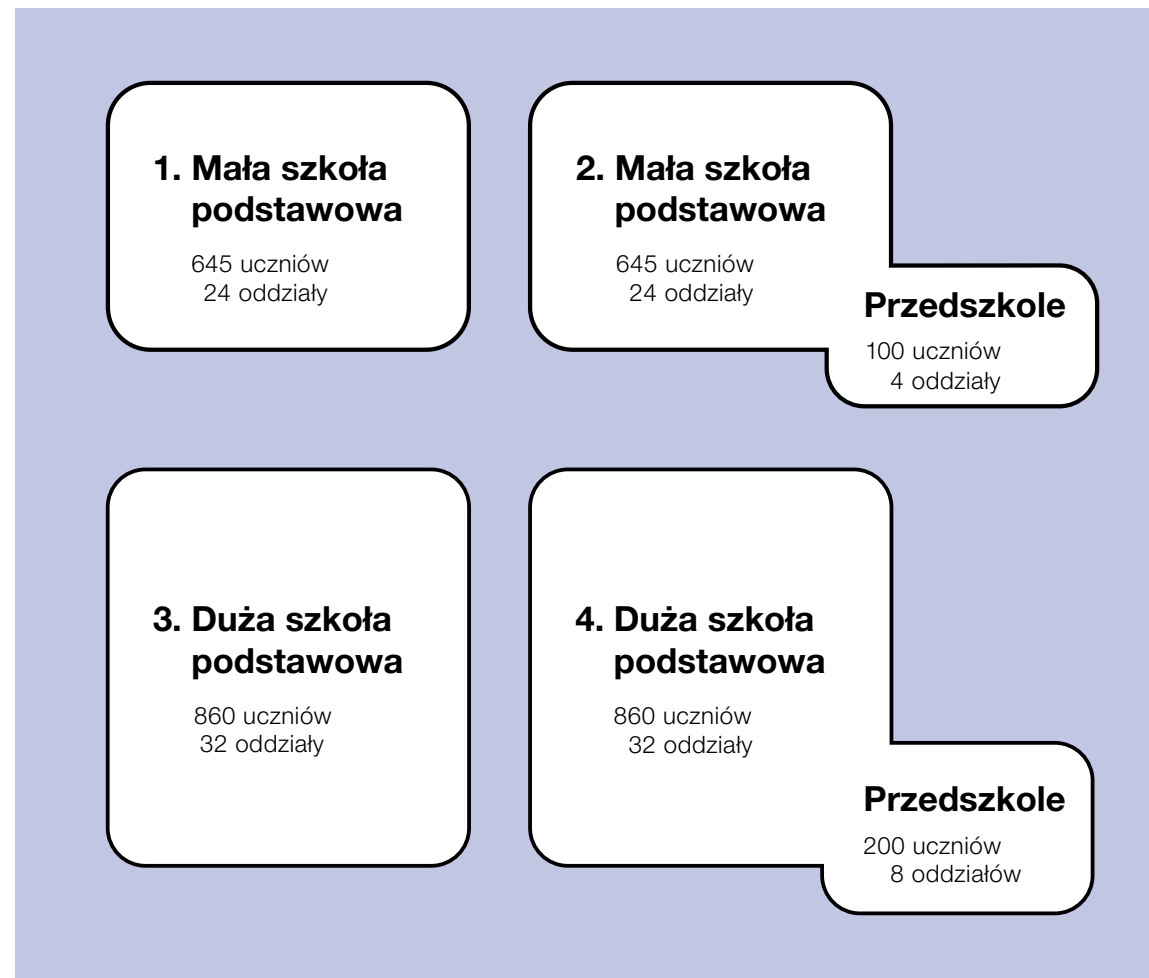 1. Mała szkoła
podstawowa
645 uczniów
24 oddziały
2. Mała szkoła
podstawowa
645 uczniów
24 oddziały
Przedszkole
100 uczniów
4 oddziały
3. Duża szkoła
podstawowa
860 uczniów
32 oddziały
4. Duża szkoła
podstawowa
860 uczniów
32 oddziały
Przedszkole
200 uczniów
8 oddziałów